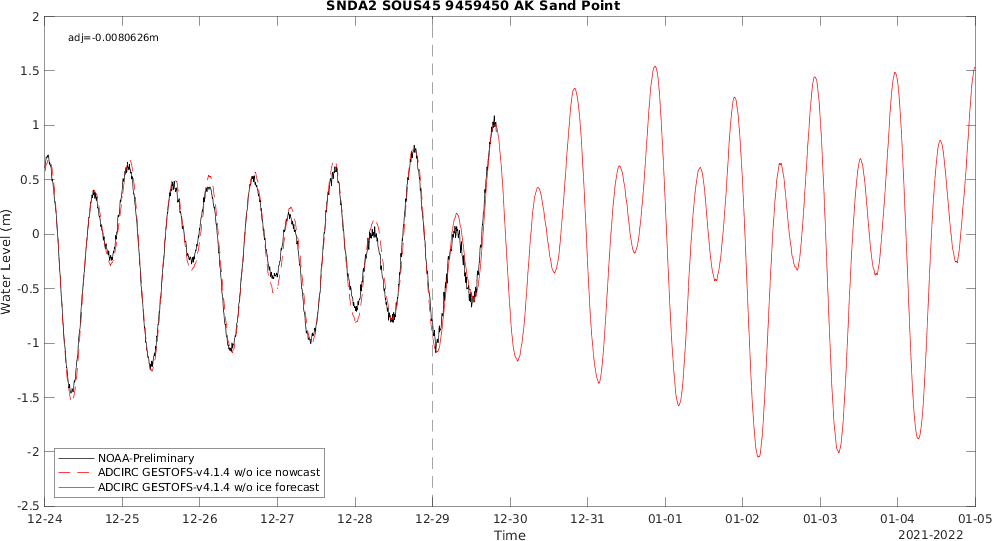 SNDA2 SOUS45 9459450 AK Sand Point
adj=-0.0080626m
2
1.5
1
0.5
0
-0.5
-1
-1.5
-2
-2.5
Water Level (m)
NOAA-Preliminary
ADCIRC GESTOFS-v4.1.4 w/o ice nowcast
ADCIRC GESTOFS-v4.1.4 w/o ice forecast
12-24 12-25 12-26 12-27 12-28 12-29 12-30 12-31 01-01 01-02 01-03 01-04 01-05
Time
2021-2022